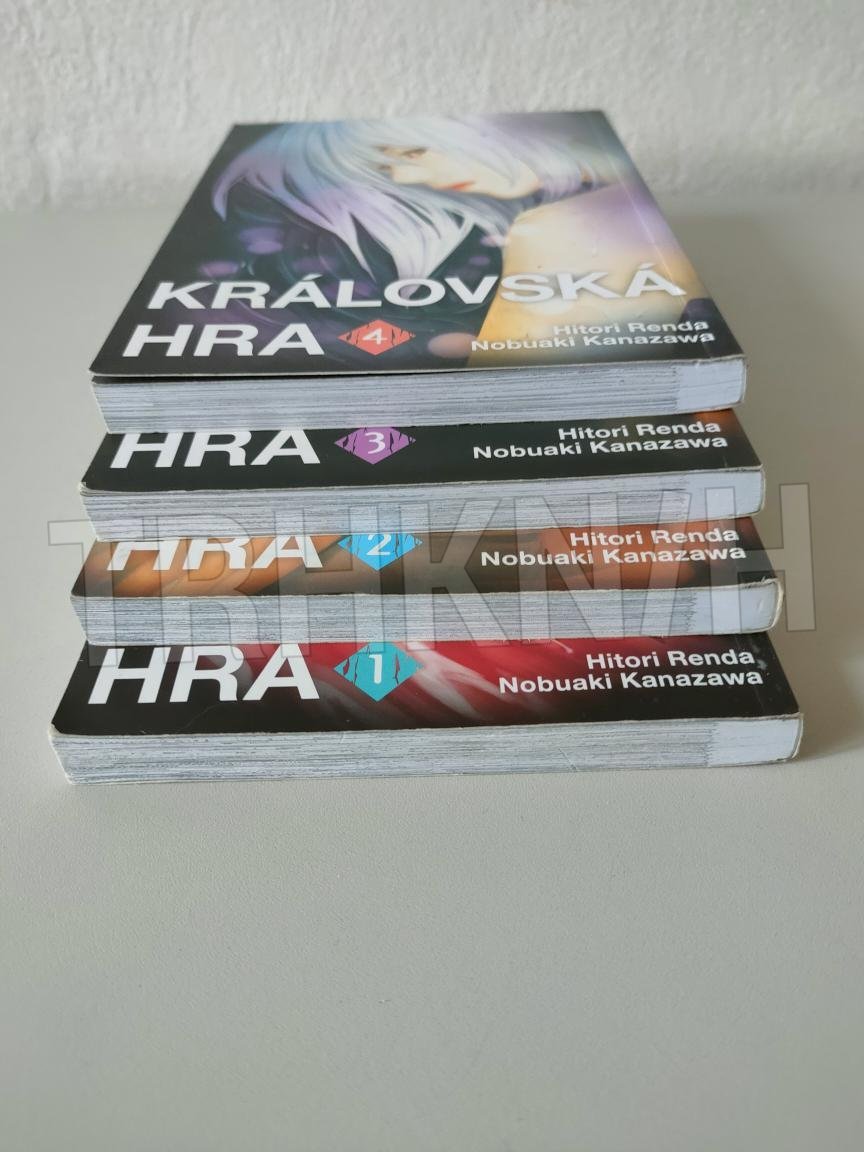 KRÁLOVSKÁ
HRA 4
Hitori Renda
Nobuaki Kanazawa
HRA 3
Hitori Renda
Nobuaki Kanazawa
HRA 2
Hitori Renda
Nobuaki Kanazawa
TRHKNIH
HRA 1
Hitori Renda
Nobuaki Kanazawa